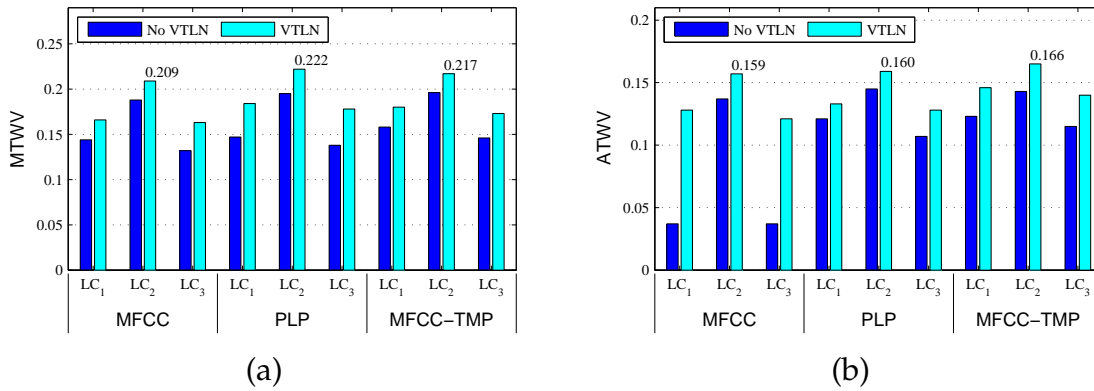 No VTLN VTLN
0.25
0.2
0.15
0.1
0.05
0
MTWV
0.209
0.222
0.217
LC1 LC2 LC3 LC1 LC2 LC3 LC1 LC2 LC3
MFCC PLP MFCC−TMP
(a)
No VTLN VTLN
0.2
0.15
0.1
0.05
0
ATWV
0.159
0.160
0.166
LC1 LC2 LC3 LC1 LC2 LC3 LC1 LC2 LC3
MFCC PLP MFCC−TMP
(b)